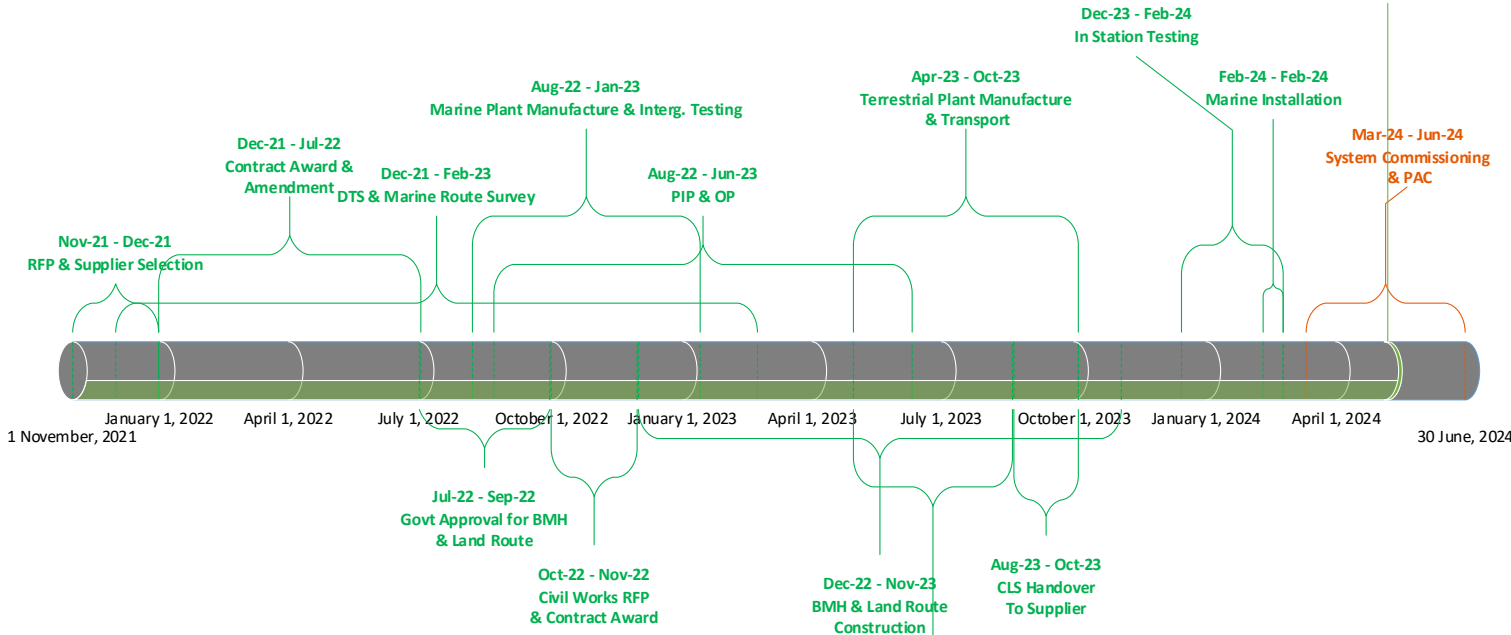 Dec-23 - Feb-24
In Station Testing
Aug-22 - Jan-23
Marine Plant Manufacture & Interg. Testing
Apr-23 - Oct-23
Terrestrial Plant Manufacture
& Transport
Feb-24 - Feb-24
Marine Installation
Dec-21 - Jul-22
Contract Award &
Amendment
Dec-21 - Feb-23
DTS & Marine Route Survey
Aug-22 - Jun-23
PIP & OP
Mar-24 - Jun-24
System Commissioning
& PAC
Nov-21 - Dec-21
RFP & Supplier Selection
January 1, 2022
April 1, 2022
July 1, 2022
October 1, 2022
January 1, 2023
April 1, 2023
July 1, 2023
October 1, 2023
January 1, 2024
April 1, 2024
1 November, 2021
30 June, 2024
Jul-22 - Sep-22
Govt Approval for BMH
& Land Route
Oct-22 - Nov-22
Civil Works RFP
& Contract Award
Dec-22 - Nov-23
BMH & Land Route
Construction
Aug-23 - Oct-23
CLS Handover
To Supplier